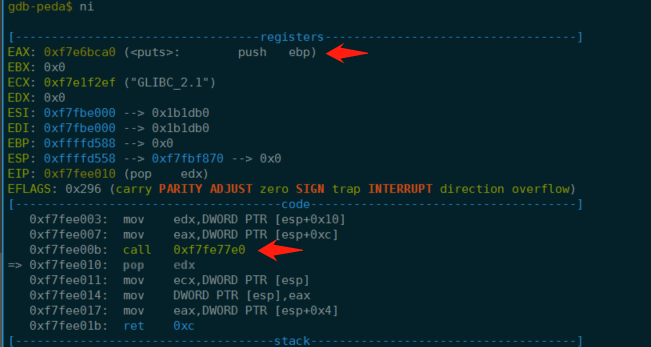 gdb-peda$ ni
[----------------------------------registers-----------------------------------]
EAX: 0xf7e6bca0 (<puts>:        push   ebp)
EBX: 0x0
ECX: 0xf7e1f2ef ("GLIBC_2.1")
EDX: 0x0
ESI: 0xf7fbe000 --> 0x1b1db0
EDI: 0xf7fbe000 --> 0x1b1db0
EBP: 0xffffd588 --> 0x0
ESP: 0xffffd558 --> 0xf7fbf870 --> 0x0
EIP: 0xf7fee010 (pop    edx)
EFLAGS: 0x296 (carry PARITY ADJUST zero SIGN trap INTERRUPT direction overflow)
[-------------------------------------code-------------------------------------]
   0xf7fee003:  mov    edx,DWORD PTR [esp+0x10]
   0xf7fee007:  mov    eax,DWORD PTR [esp+0xc]
   0xf7fee00b:  call   0xf7fe77e0
=> 0xf7fee010:  pop    edx
   0xf7fee011:  mov    ecx,DWORD PTR [esp]
   0xf7fee014:  mov    DWORD PTR [esp],eax
   0xf7fee017:  mov    eax,DWORD PTR [esp+0x4]
   0xf7fee01b:  ret    0xc
[------------------------------------stack-------------------------------------]